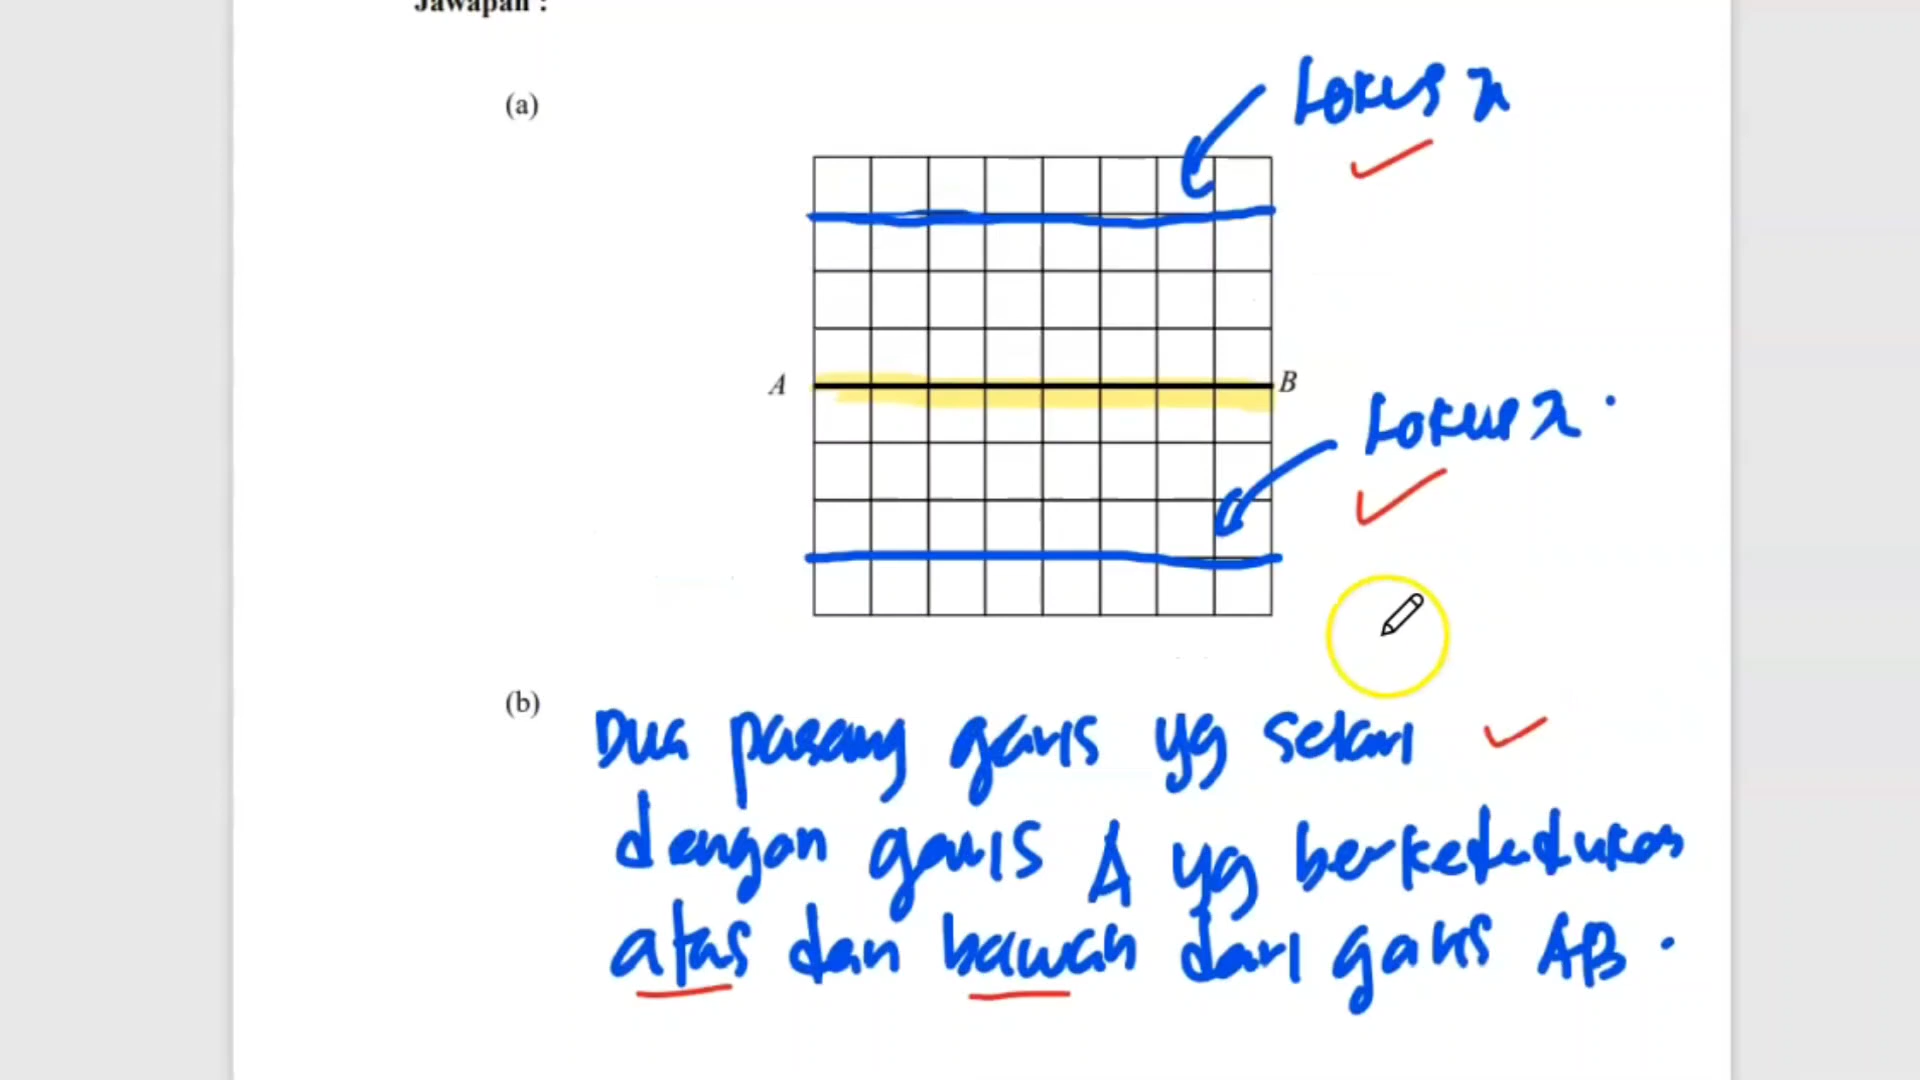 Jawapan :
(a)
Lokus x
A
B
Lokus x.
(b)
Dua pasang garis yg selari
dengan garis A yg berkedudukan
atas dan bawah dari garis AB.